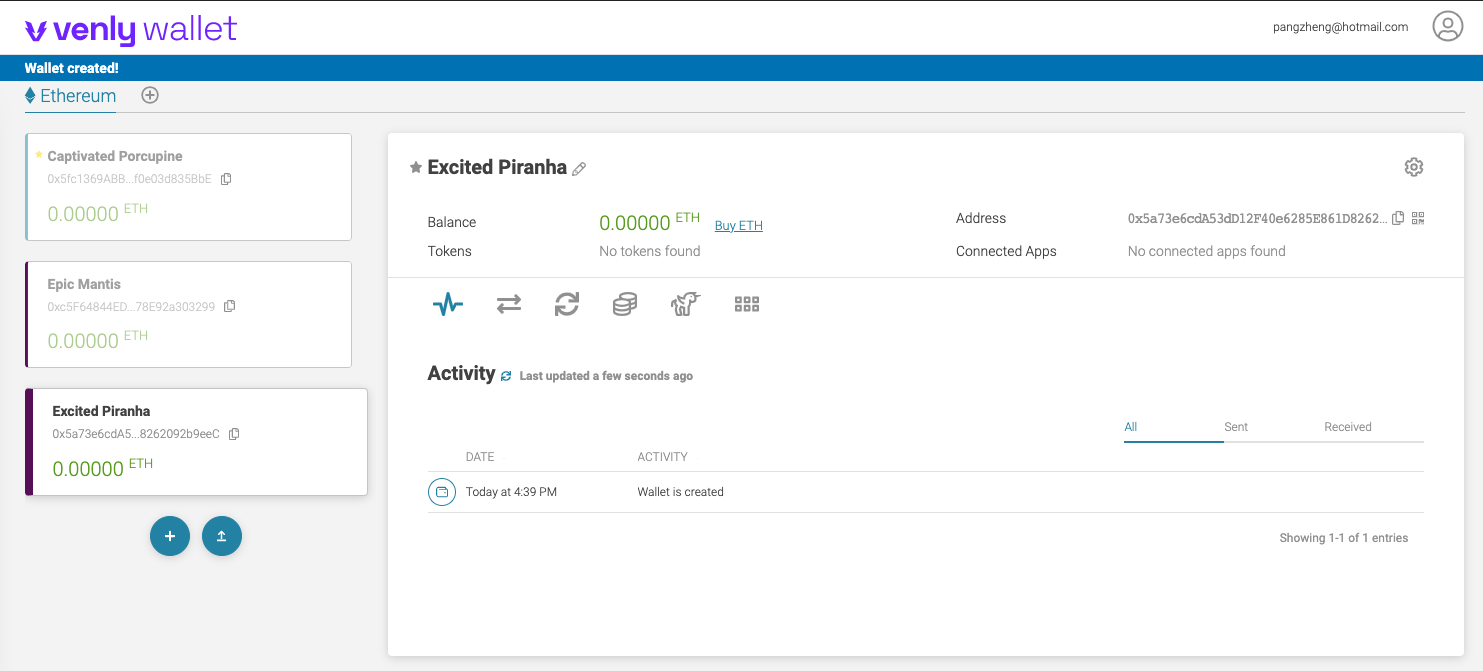 venly wallet
pangzheng@hotmail.com
Wallet created!
Ethereum
Captivated Porcupine
0x5fc1369ABB...f0e03d835BbE
0.00000 ETH
Epic Mantis
0xc5F64844ED...78E92a303299
0.00000 ETH
Excited Piranha
0x5a73e6cdA5...8262092b9eeC
0.00000 ETH
Excited Piranha
Balance 0.00000 ETH Buy ETH
Tokens No tokens found
Address 0x5a73e6cdA53dD12F40e6285E861D8262...
Connected Apps No connected apps found
Activity Last updated a few seconds ago
All Sent Received
DATE ACTIVITY
Today at 4:39 PM Wallet is created
Showing 1-1 of 1 entries